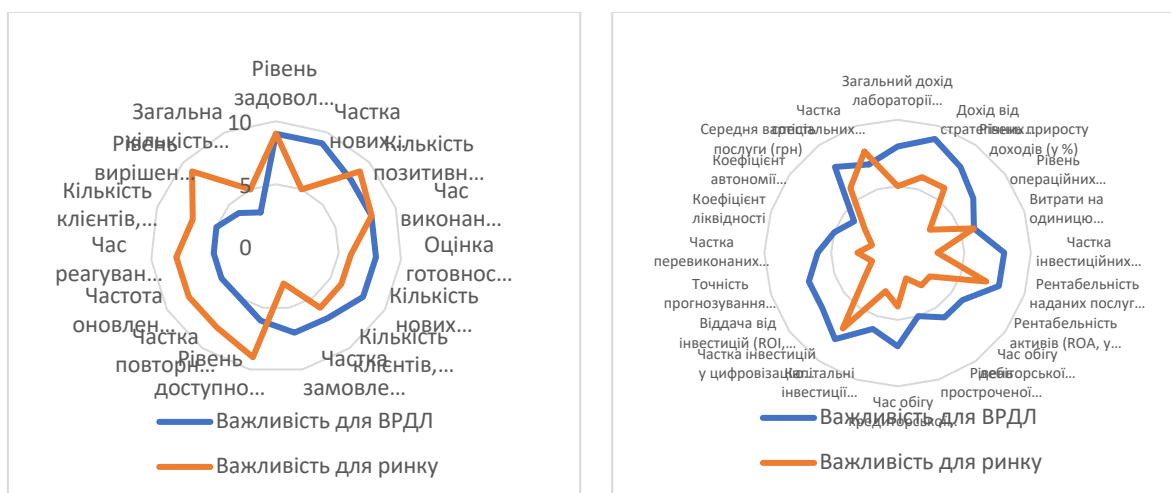 Рівень
задовол...
Частка
нових...
Кількість
позитивн...
Час
виконан...
Оцінка
готовнос...
Кількість
нових...
Кількість
клієнтів,...
Частка
замовле...
Рівень
доступно...
Частка
повторн...
Частота
оновлен...
Час
реагуван...
Кількість
клієнтів,...
Рівень
вирішен...
Загальна
кількість...
10
5
0
Важливість для ВРДЛ
Важливість для ринку
Загальний дохід
лабораторії...
Дохід від
стратегічних...
Рівень приросту
доходів (у %)
Рівень
операційних...
Витрати на
одиницю...
Частка
інвестиційних...
Рентабельність
наданих послуг...
Рентабельність
активів (ROA, у...
Час обігу
дебіторської...
Рівень
простроченої...
Час обігу
кредиторської...
Капітальні
інвестиції...
Частка інвестицій
у цифровізацію...
Віддача від
інвестицій (ROI,...
Точність
прогнозування...
Частка
перевиконаних...
Коефіцієнт
ліквідності
Коефіцієнт
автономії...
Середня вартість
послуги (грн)
Частка
спеціальних...
Важливість для ВРДЛ
Важливість для ринку